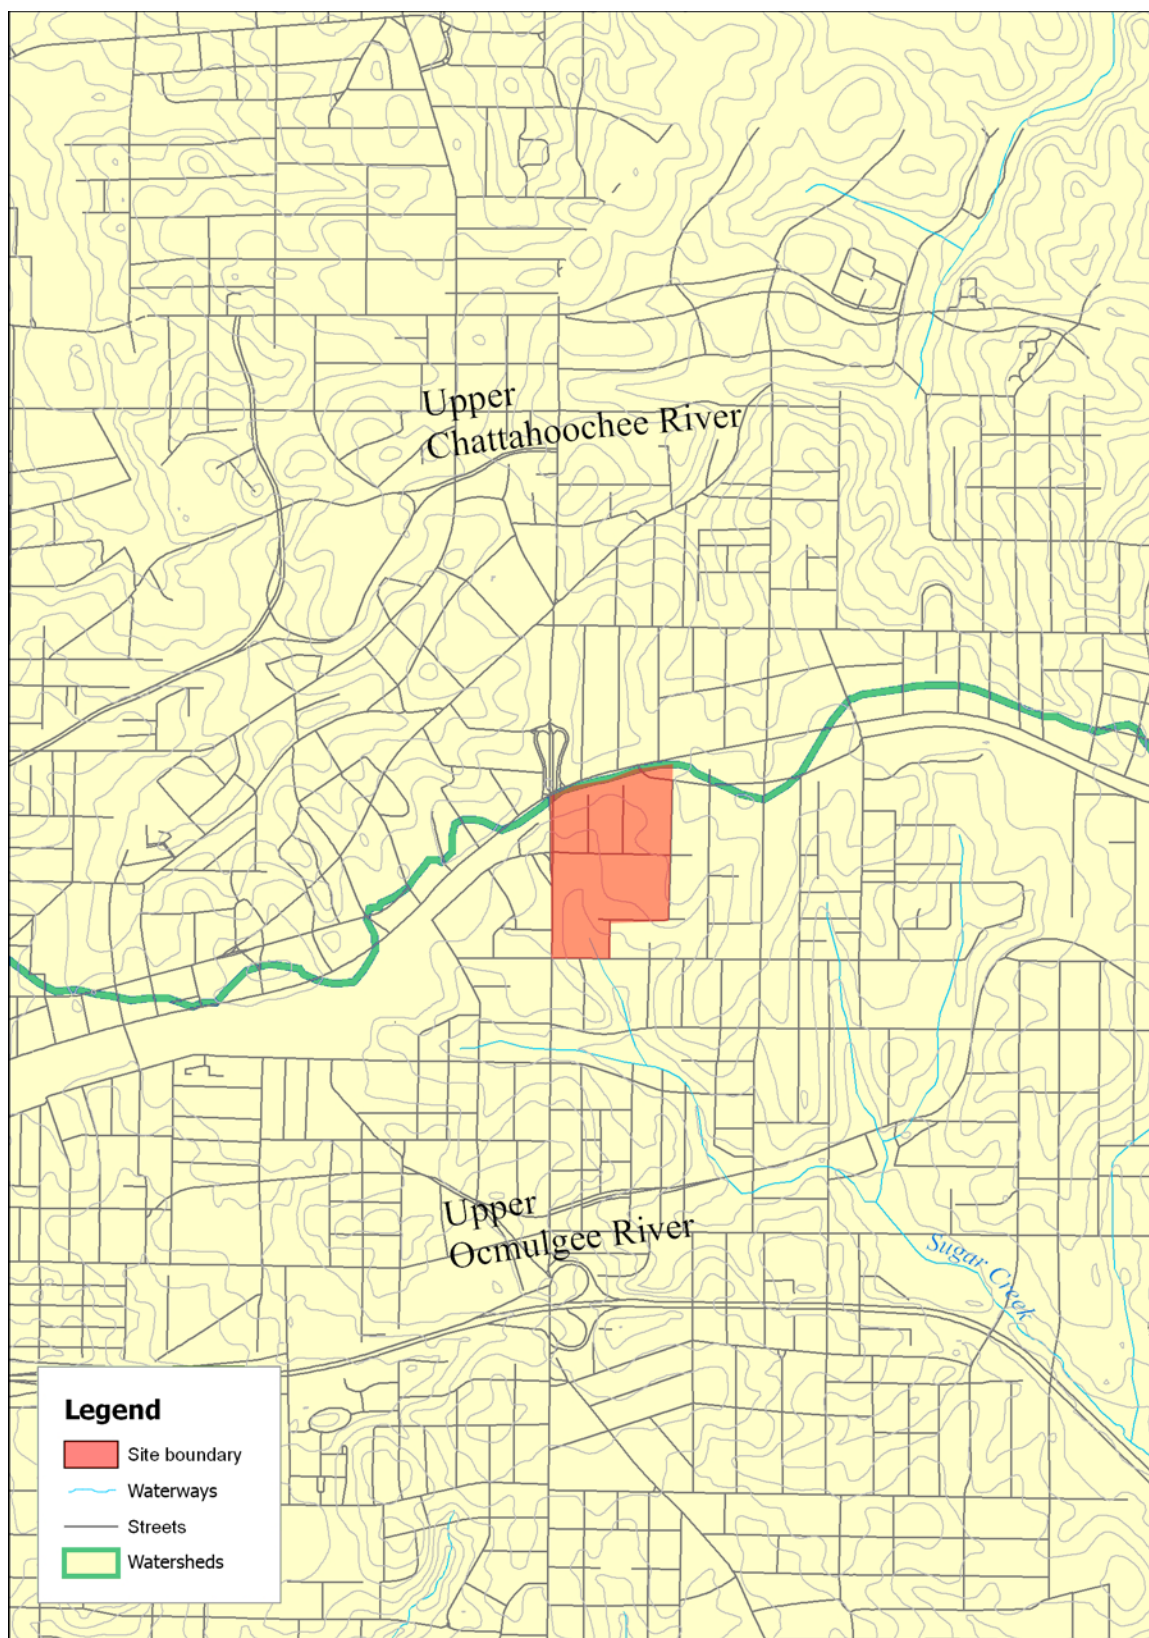 Upper
Chattahoochee River
Upper
Ocmulgee River
Sugar Creek
Legend
Site boundary
Waterways
Streets
Watersheds